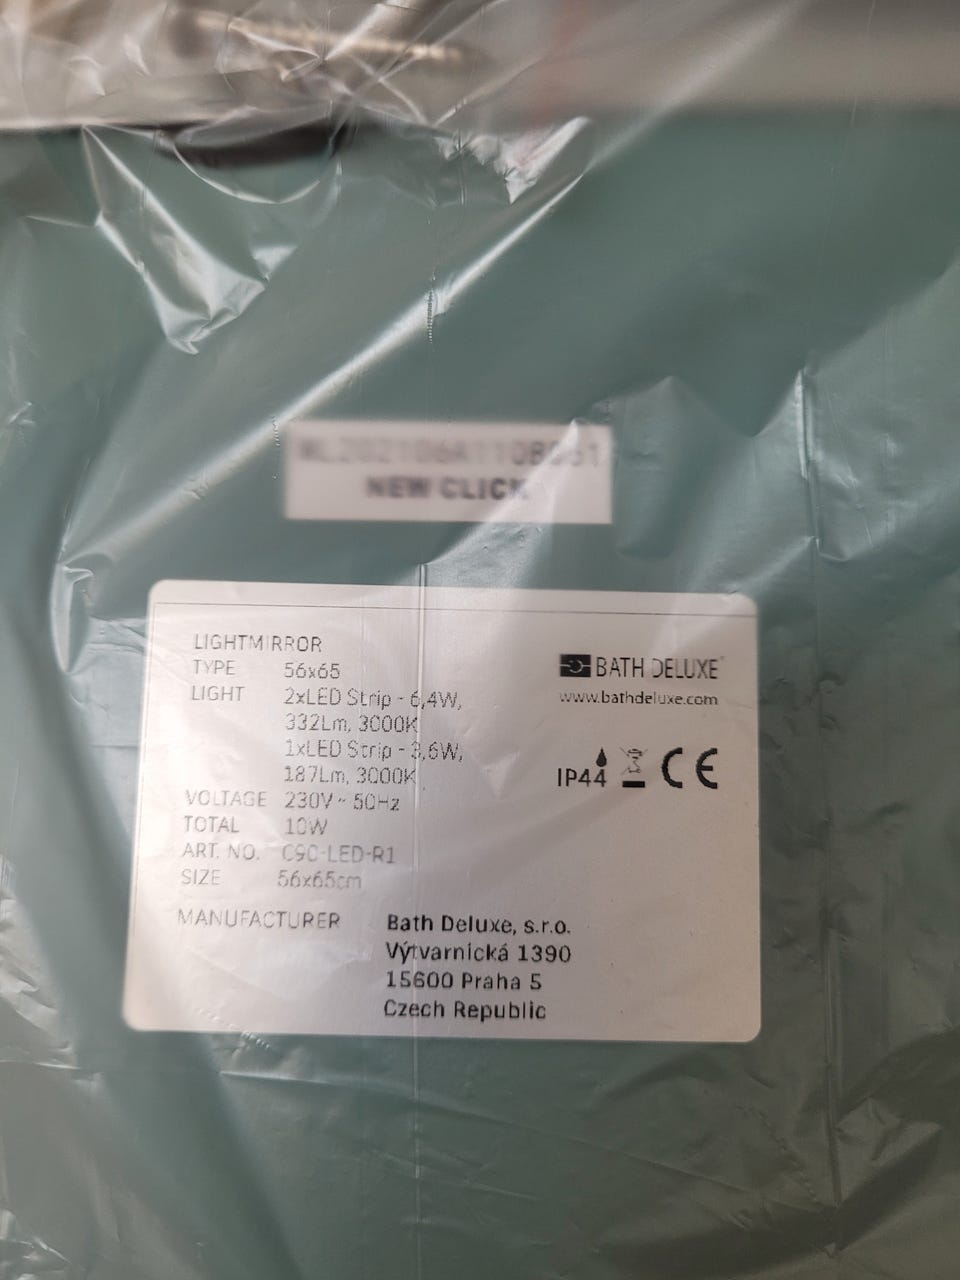 NEW CLICK
LIGHTMIRROR
TYPE 56x65
LIGHT 2xLED Strip - 6,4W,
332Lm, 3000K
1xLED Strip - 3,6W,
187Lm, 3000K
VOLTAGE 230V ~ 50Hz
TOTAL 10W
ART. NO. C90-LED-R1
SIZE 56x65cm
BATH DELUXE
www.bathdeluxe.com
IP44 CE
MANUFACTURER Bath Deluxe, s.r.o.
Výtvarnická 1390
15600 Praha 5
Czech Republic